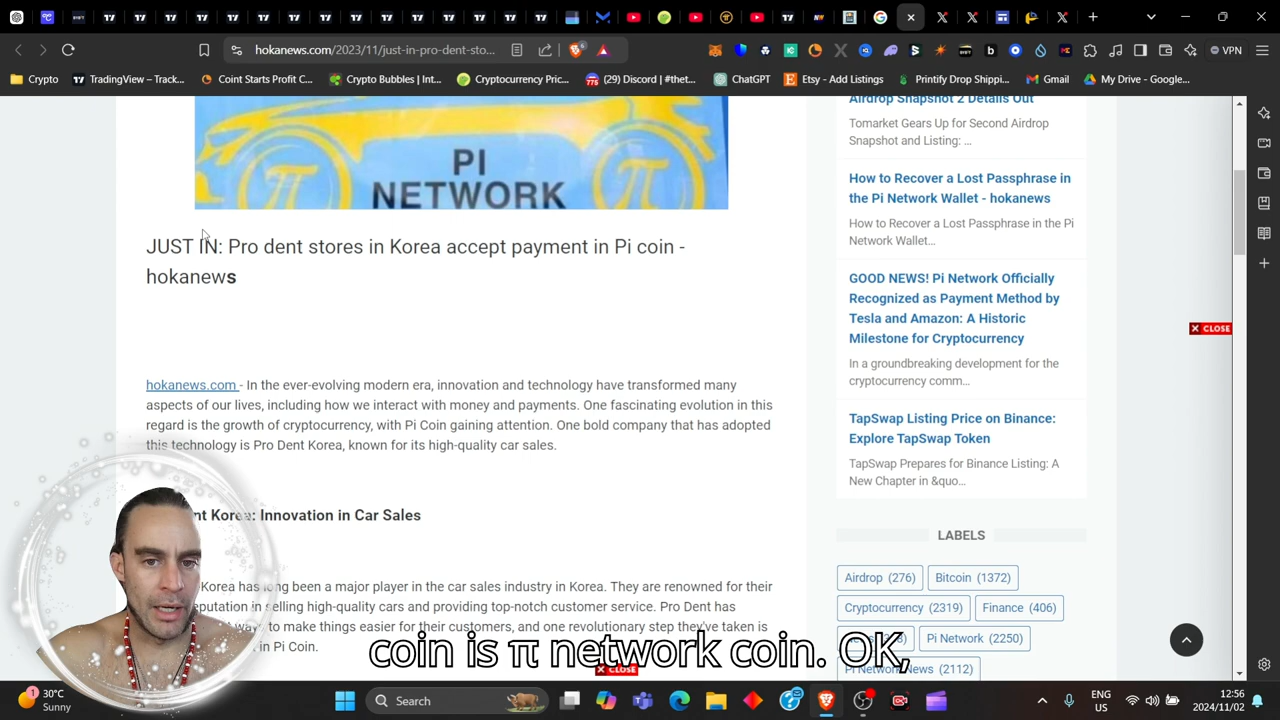 hokanews.com/2023/11/just-in-pro-dent-sto...
6
VPN
Crypto
TradingView – Track...
Coint Starts Profit C...
Crypto Bubbles | Int...
Cryptocurrency Pric...
775
(29) Discord | #thet...
ChatGPT
Etsy - Add Listings
Printify Drop Shippi...
Gmail
My Drive - Google...
PI
NETWORK
JUST IN: Pro dent stores in Korea accept payment in Pi coin -
hokanews
hokanews.com - In the ever-evolving modern era, innovation and technology have transformed many
aspects of our lives, including how we interact with money and payments. One fascinating evolution in this
regard is the growth of cryptocurrency, with Pi Coin gaining attention. One bold company that has adopted
this technology is Pro Dent Korea, known for its high-quality car sales.
nt Korea: Innovation in Car Sales
Korea has long been a major player in the car sales industry in Korea. They are renowned for their
reputation in selling high-quality cars and providing top-notch customer service. Pro Dent has
to make things easier for their customers, and one revolutionary step they've taken is
in Pi Coin.
Airdrop Snapshot 2 Details Out
Tomarket Gears Up for Second Airdrop
Snapshot and Listing: ...
How to Recover a Lost Passphrase in
the Pi Network Wallet - hokanews
How to Recover a Lost Passphrase in the Pi
Network Wallet...
GOOD NEWS! Pi Network Officially
Recognized as Payment Method by
Tesla and Amazon: A Historic
Milestone for Cryptocurrency
In a groundbreaking development for the
cryptocurrency comm...
TapSwap Listing Price on Binance:
Explore TapSwap Token
TapSwap Prepares for Binance Listing: A
New Chapter in &quo...
LABELS
Airdrop (276)
Bitcoin (1372)
Cryptocurrency (2319)
Finance (406)
Pi Network (2250)
Pi Network News (2112)
X CLOSE
coin is π network coin. OK,
X CLOSE
1
30°C
Sunny
Search
ENG
US
12:56
2024/11/02